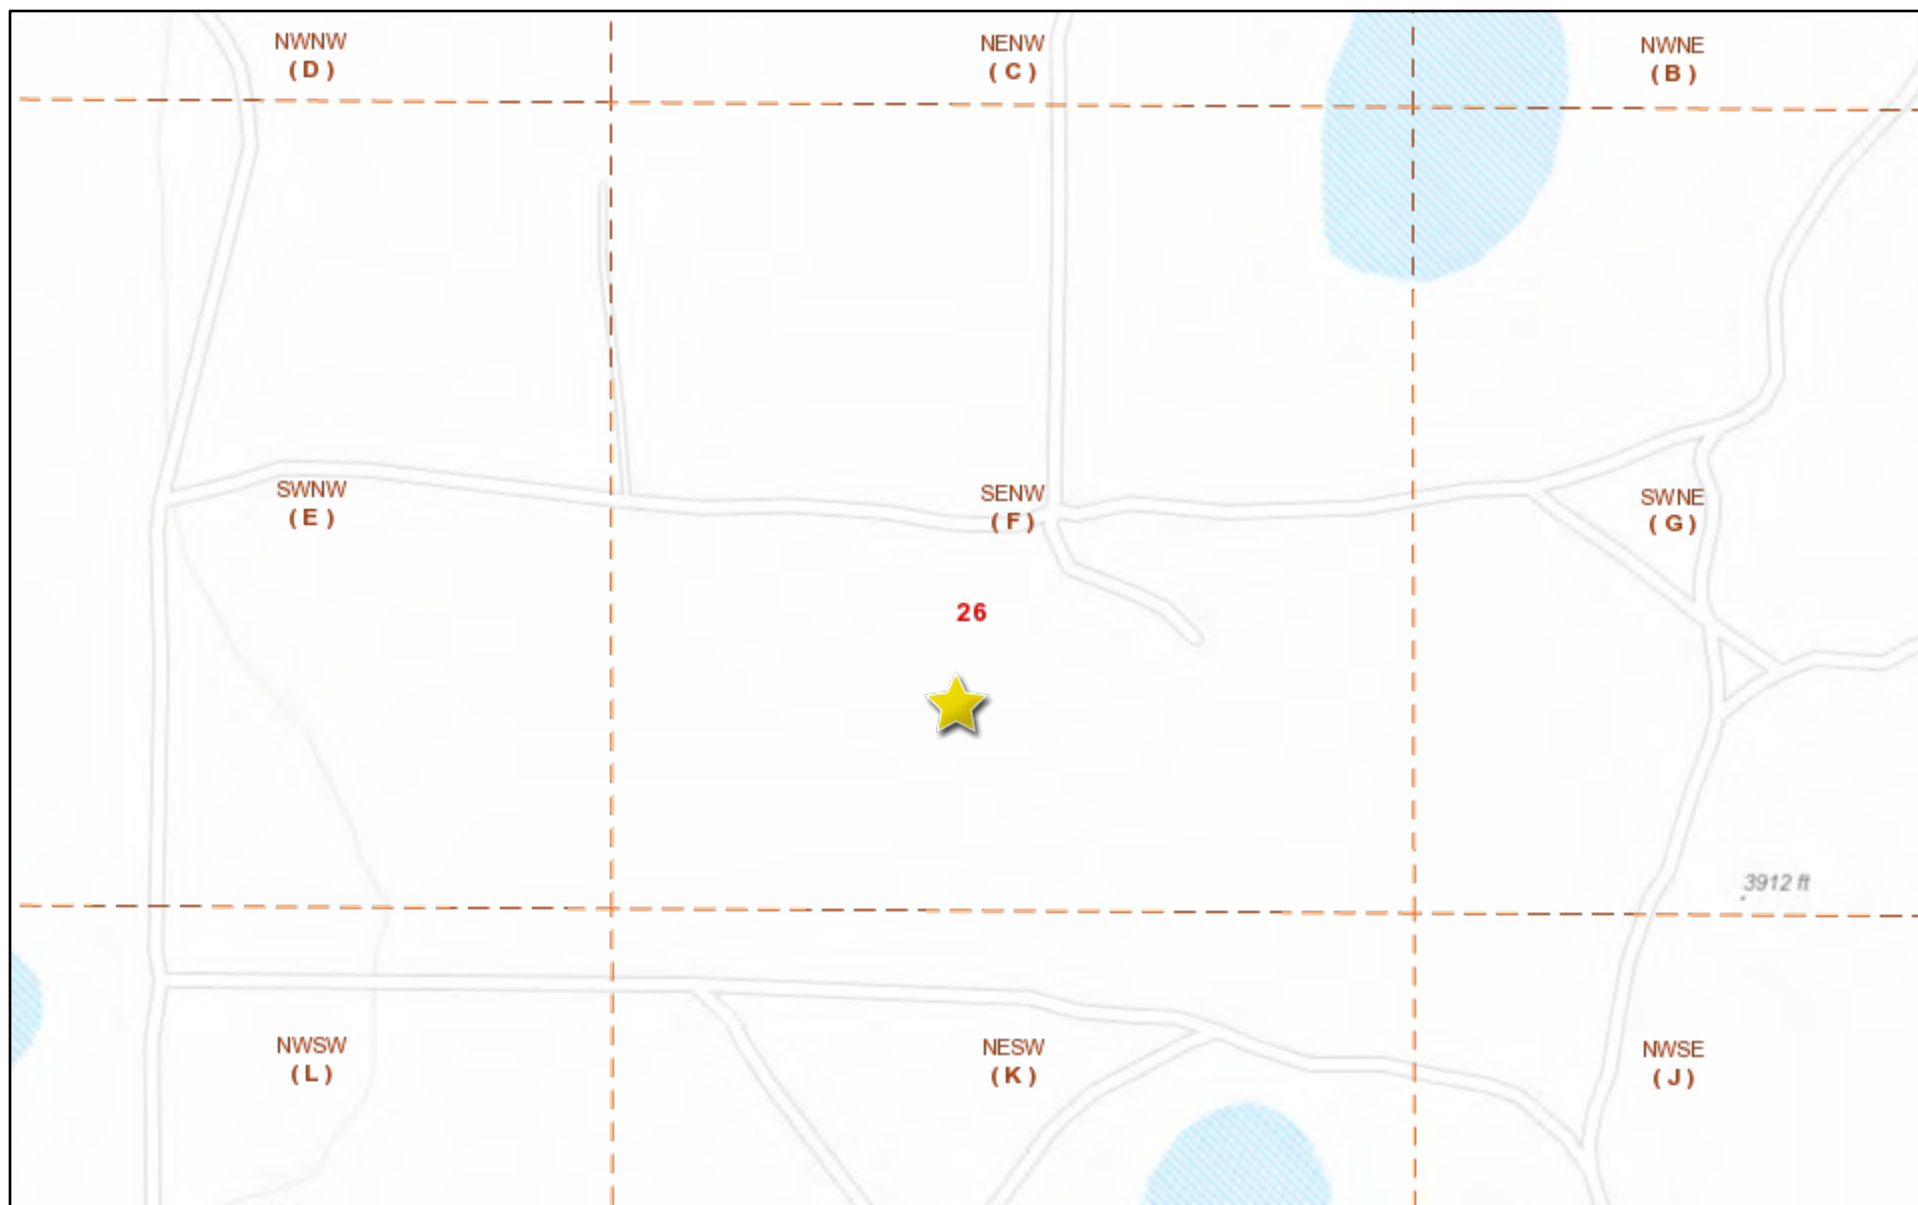 NWNW
(D)
NENW
(C)
NWNE
(B)
SWNW
(E)
SENW
(F)
SWNE
(G)
26
3912 ft
NWSW
(L)
NESW
(K)
NWSE
(J)